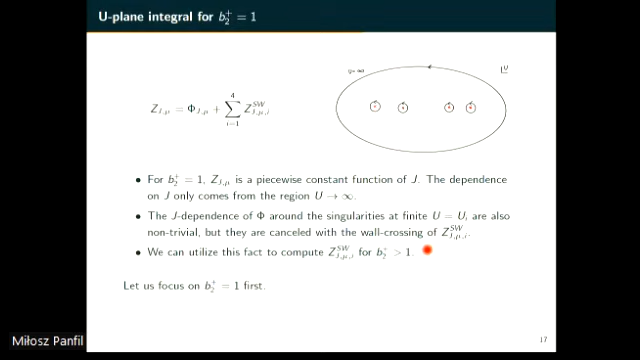 U-plane integral for b₂⁺ = 1
U = ∞
U
Z_{J,μ} = Φ_{J,μ} + ∑_{i=1}^{4} Z^{SW}_{J,μ,i}
• For b₂⁺ = 1, Z_{J,μ} is a piecewise constant function of J. The dependence
on J only comes from the region U → ∞.
• The J-dependence of Φ around the singularities at finite U = Uᵢ are also
non-trivial, but they are canceled with the wall-crossing of Z^{SW}_{J,μ,i}.
• We can utilize this fact to compute Z^{SW}_{J,μ,i} for b₂⁺ > 1.
Let us focus on b₂⁺ = 1 first.
Miłosz Panfil
17